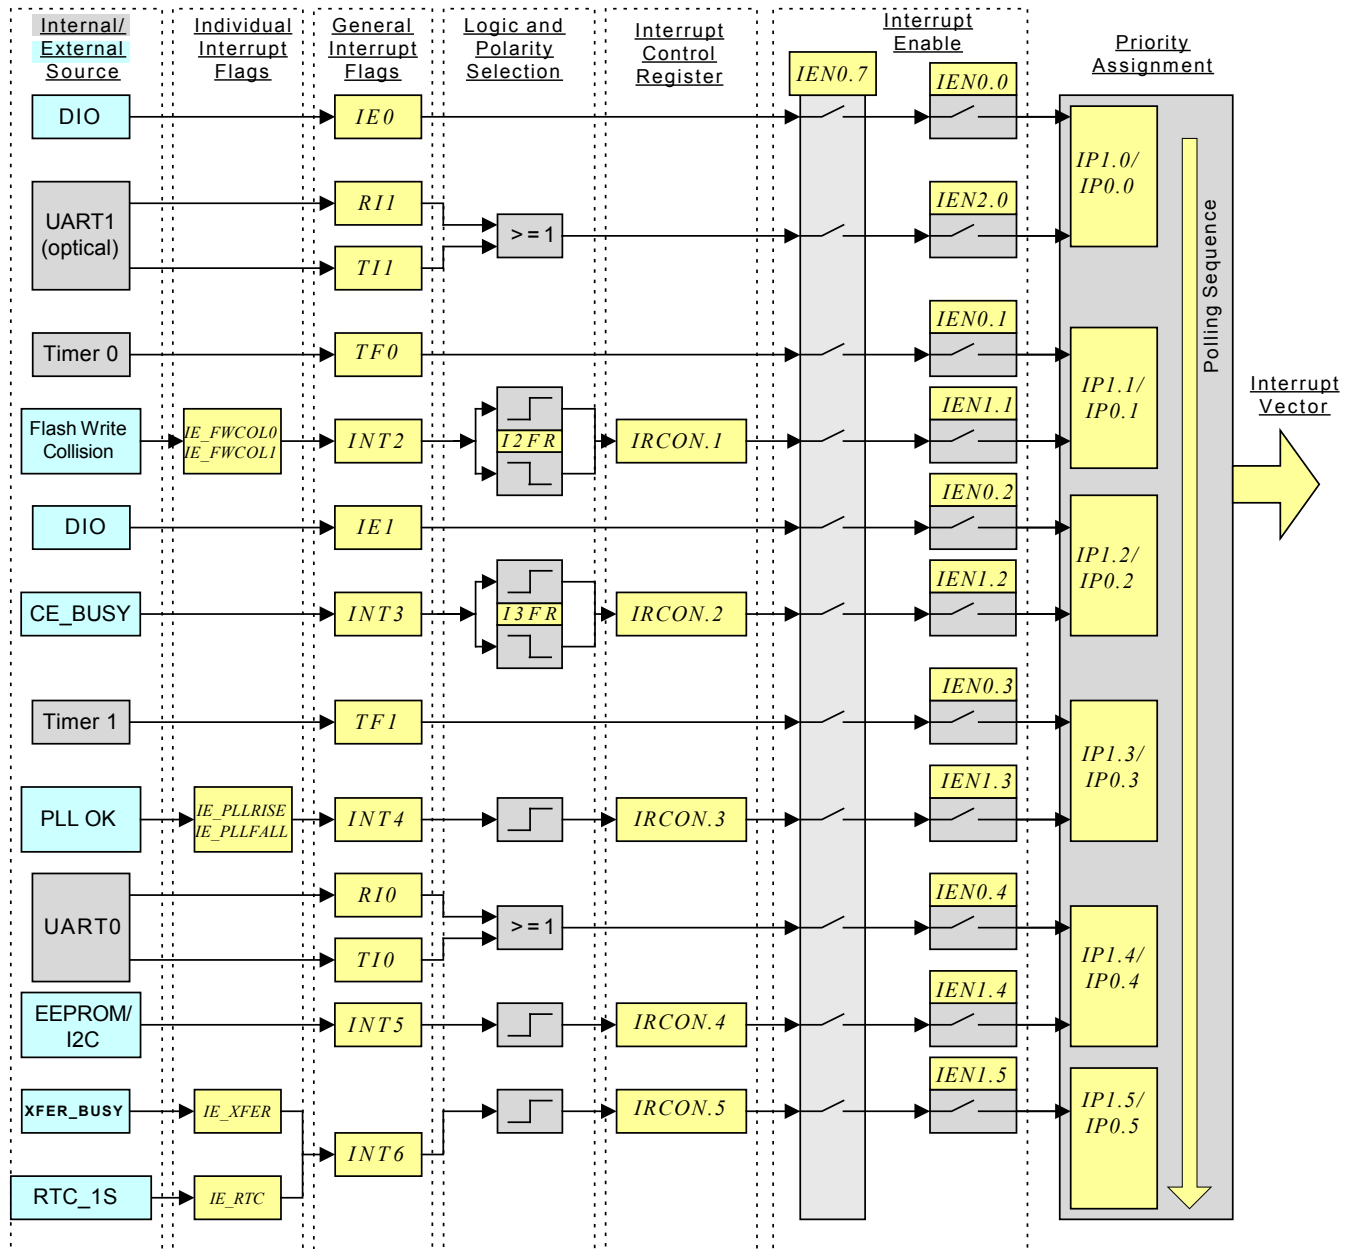 Internal/
External
Source
Individual
Interrupt
Flags
General
Interrupt
Flags
Logic and
Polarity
Selection
Interrupt
Control
Register
Interrupt
Enable
Priority
Assignment
IEN0.7
IEN0.0
DIO
IE0
IP1.0/
IP0.0
UART1
(optical)
RI1
TI1
>=1
IEN2.0
Polling Sequence
Timer 0
TF0
IEN0.1
IP1.1/
IP0.1
Flash Write
Collision
IE_FWCOL0
IE_FWCOL1
INT2
I2FR
IRCON.1
IEN1.1
Interrupt
Vector
DIO
IE1
IEN0.2
IP1.2/
IP0.2
CE_BUSY
INT3
I3FR
IRCON.2
IEN1.2
Timer 1
TF1
IEN0.3
IP1.3/
IP0.3
PLL OK
IE_PLLRISE
IE_PLLFALL
INT4
IRCON.3
IEN1.3
UART0
RI0
TI0
>=1
IEN0.4
IP1.4/
IP0.4
EEPROM/
I2C
INT5
IRCON.4
IEN1.4
XFER_BUSY
IE_XFER
INT6
IRCON.5
IEN1.5
IP1.5/
IP0.5
RTC_1S
IE_RTC